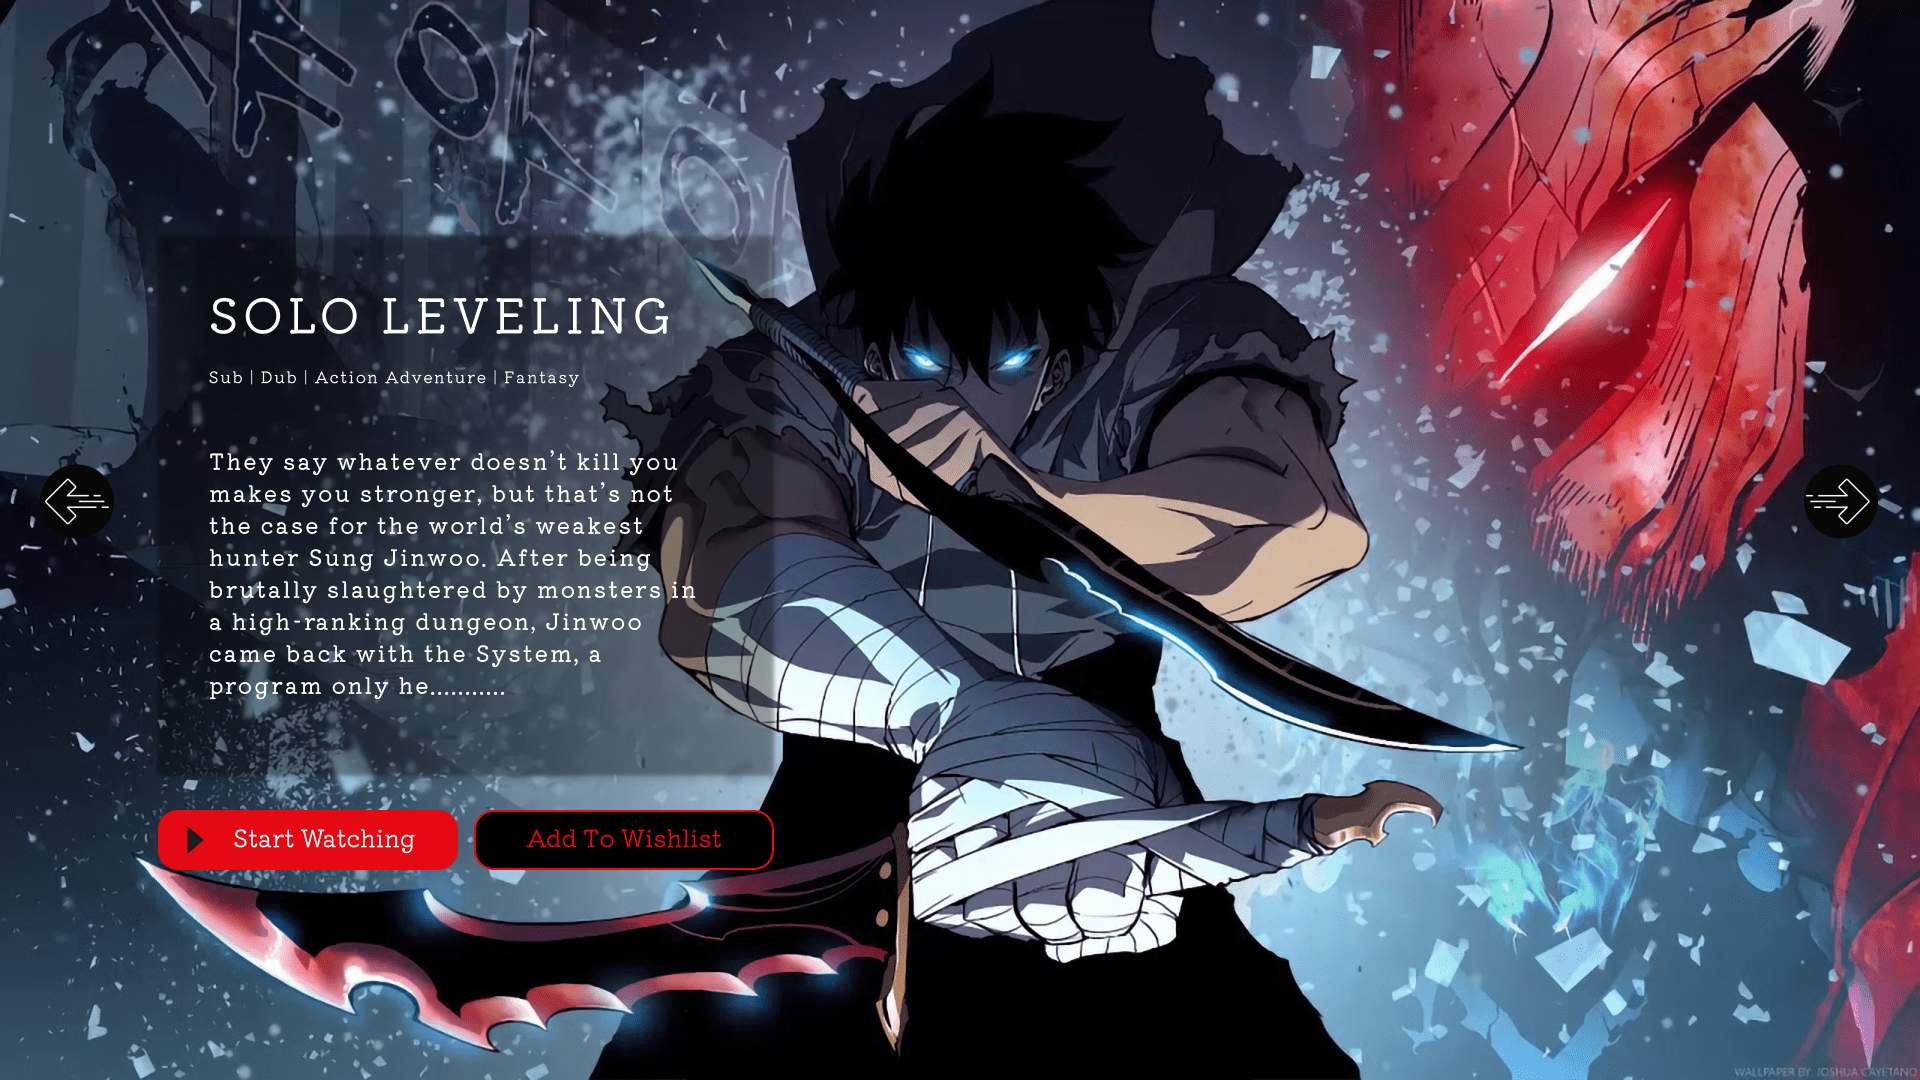 SOLO LEVELING
Sub | Dub | Action Adventure | Fantasy
They say whatever doesn’t kill you
makes you stronger, but that’s not
the case for the world’s weakest
hunter Sung Jinwoo. After being
brutally slaughtered by monsters in
a high-ranking dungeon, Jinwoo
came back with the System, a
program only he...........
Start Watching
Add To Wishlist
WALLPAPER BY: JOSHUA CAYETANO